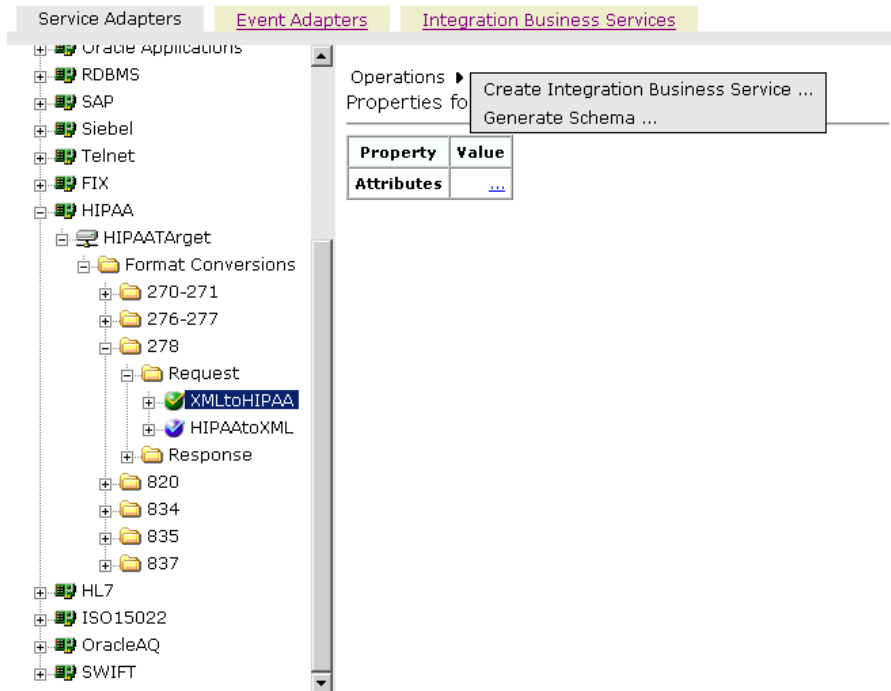 Service Adapters Event Adapters Integration Business Services
Oracle Applications
RDBMS
SAP
Siebel
Telnet
FIX
HIPAA
HIPAATArget
Format Conversions
270-271
276-277
278
Request
XMLtoHIPAA
HIPAAtoXML
Response
820
834
835
837
HL7
ISO15022
OracleAQ
SWIFT
Operations
Create Integration Business Service ...
Generate Schema ...
Properties fo
Property Value
Attributes ...